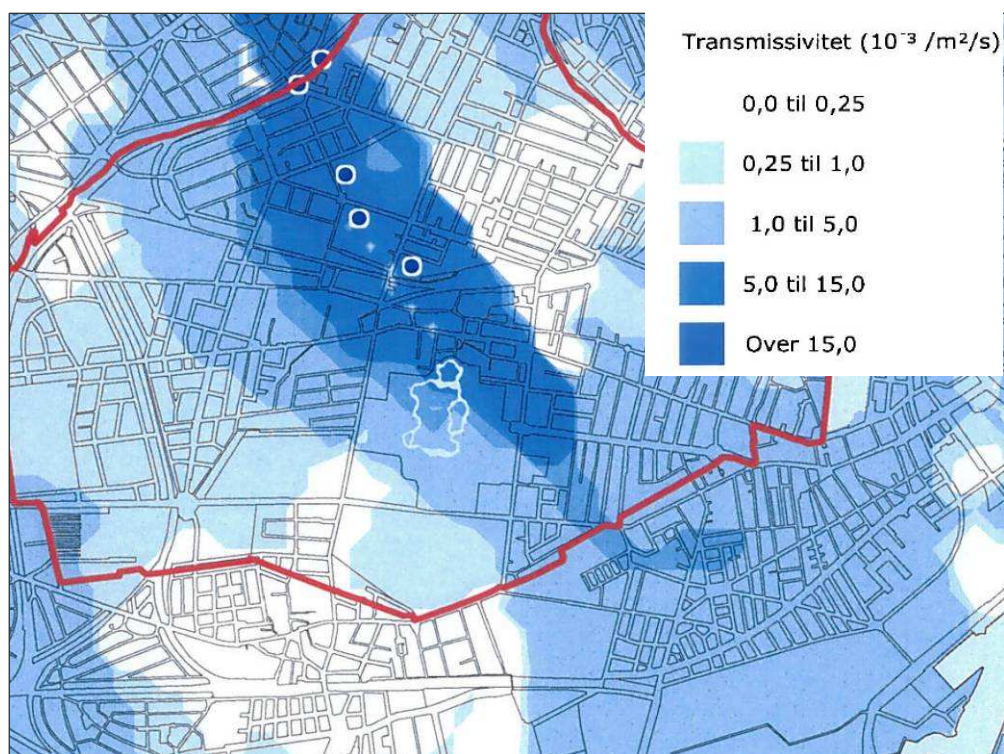 Transmissivitet (10⁻³ /m²/s)
0,0 til 0,25
0,25 til 1,0
1,0 til 5,0
5,0 til 15,0
Over 15,0